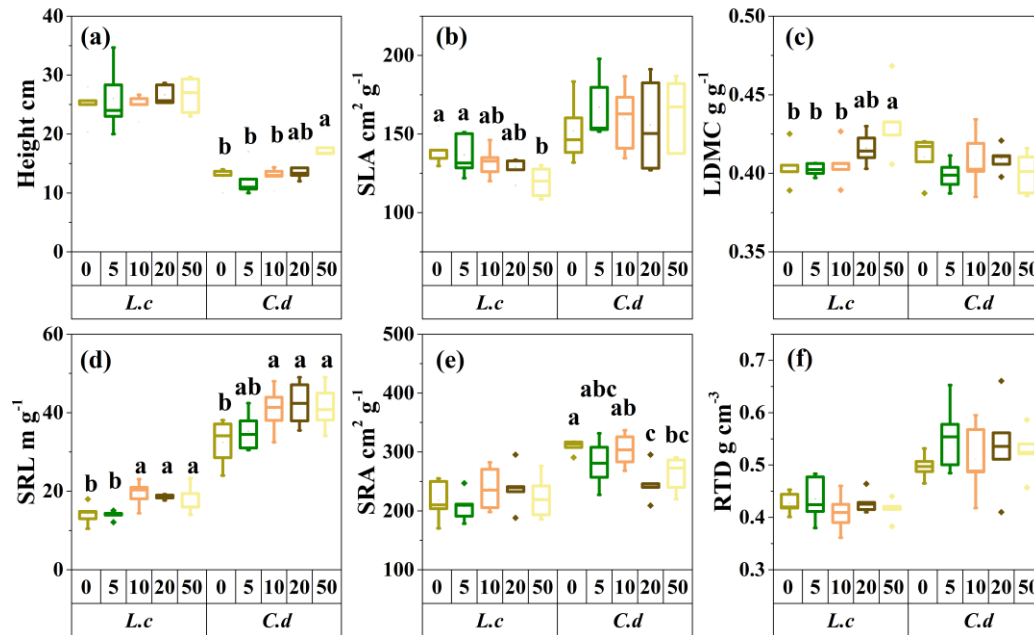 (a)
Height cm
40
30
20
10
0
b b b ab a
0 5 10 20 50 0 5 10 20 50
L.c C.d
(b)
SLA cm² g⁻¹
200
150
100
a a ab ab b
0 5 10 20 50 0 5 10 20 50
L.c C.d
(c)
LDMC g g⁻¹
0.50
0.45
0.40
0.35
b b b ab a
0 5 10 20 50 0 5 10 20 50
L.c C.d
(d)
SRL m g⁻¹
60
40
20
0
b b a a a b ab a a a
0 5 10 20 50 0 5 10 20 50
L.c C.d
(e)
SRA cm² g⁻¹
500
400
300
200
100
a abc ab c bc
0 5 10 20 50 0 5 10 20 50
L.c C.d
(f)
RTD g cm⁻³
0.7
0.6
0.5
0.4
0.3
0 5 10 20 50 0 5 10 20 50
L.c C.d